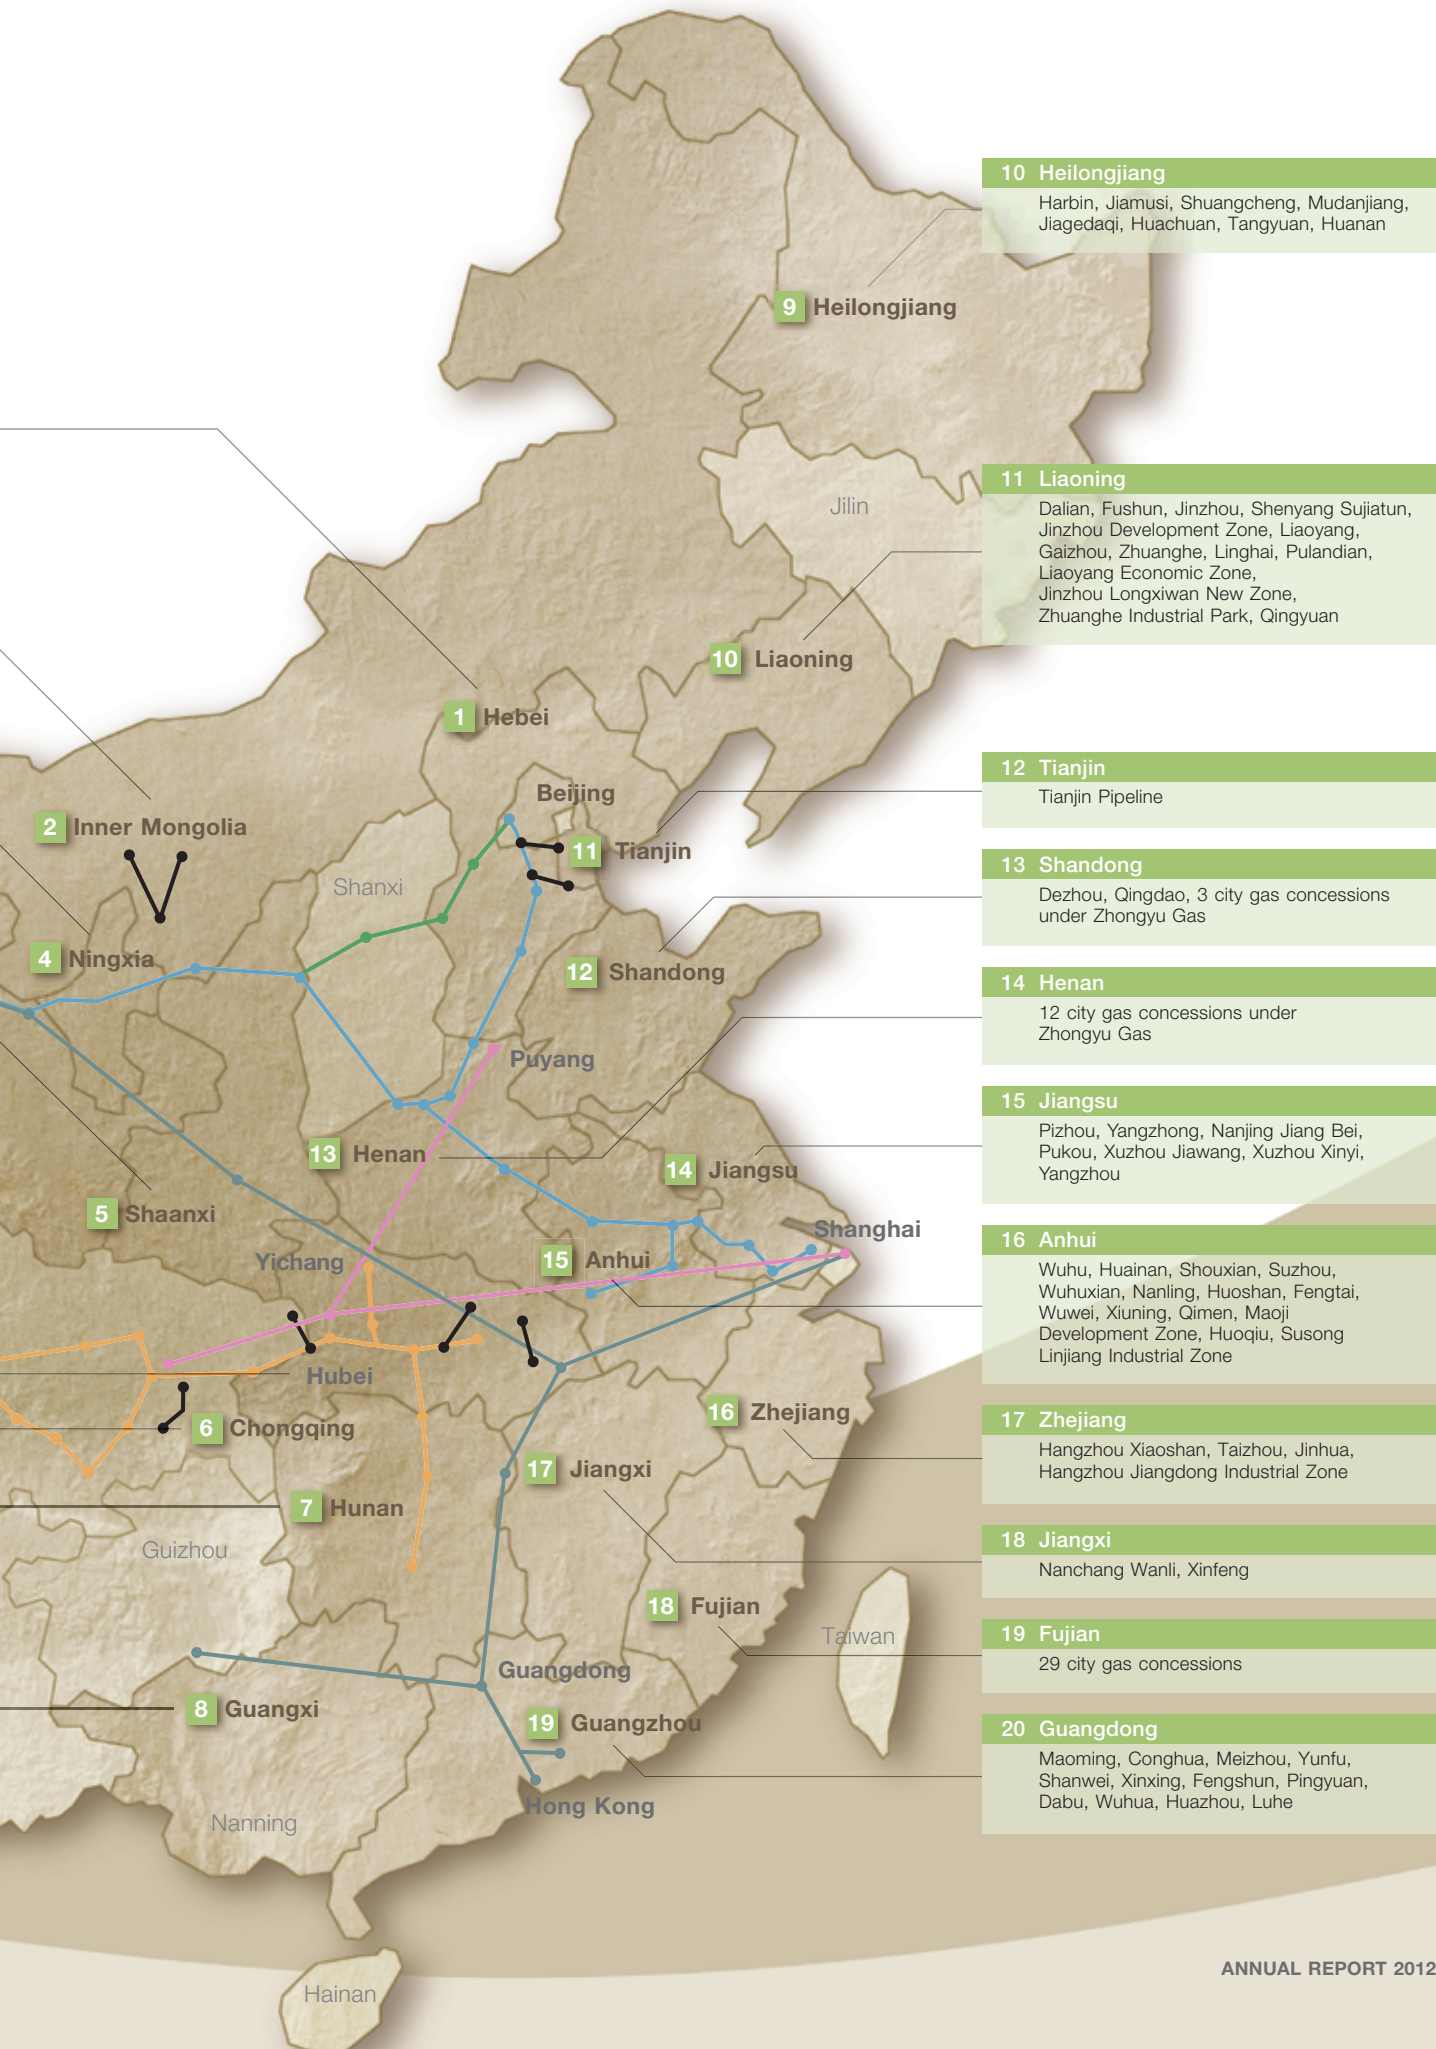 10 Heilongjiang
Harbin, Jiamusi, Shuangcheng, Mudanjiang,
Jiagedaqi, Huachuan, Tangyuan, Huanan
9 Heilongjiang
11 Liaoning
Dalian, Fushun, Jinzhou, Shenyang Sujiatun,
Jinzhou Development Zone, Liaoyang,
Gaizhou, Zhuanghe, Linghai, Pulandian,
Liaoyang Economic Zone,
Jinzhou Longxiwan New Zone,
Zhuanghe Industrial Park, Qingyuan
Jilin
10 Liaoning
1 Hebei
Beijing
2 Inner Mongolia
11 Tianjin
12 Tianjin
Tianjin Pipeline
Shanxi
13 Shandong
Dezhou, Qingdao, 3 city gas concessions
under Zhongyu Gas
4 Ningxia
12 Shandong
14 Henan
12 city gas concessions under
Zhongyu Gas
Puyang
13 Henan
14 Jiangsu
15 Jiangsu
Pizhou, Yangzhong, Nanjing Jiang Bei,
Pukou, Xuzhou Jiawang, Xuzhou Xinyi,
Yangzhou
5 Shaanxi
Shanghai
Yichang
15 Anhui
16 Anhui
Wuhu, Huainan, Shouxian, Suzhou,
Wuhuxian, Nanling, Huoshan, Fengtai,
Wuwei, Xiuning, Qimen, Maoji
Development Zone, Huoqiu, Susong
Linjiang Industrial Zone
Hubei
6 Chongqing
16 Zhejiang
17 Zhejiang
Hangzhou Xiaoshan, Taizhou, Jinhua,
Hangzhou Jiangdong Industrial Zone
17 Jiangxi
7 Hunan
Guizhou
18 Jiangxi
Nanchang Wanli, Xinfeng
18 Fujian
Taiwan
19 Fujian
29 city gas concessions
Guangdong
8 Guangxi
19 Guangzhou
20 Guangdong
Maoming, Conghua, Meizhou, Yunfu,
Shanwei, Xinxing, Fengshun, Pingyuan,
Dabu, Wuhua, Huazhou, Luhe
Hong Kong
Nanning
Hainan
ANNUAL REPORT 2012